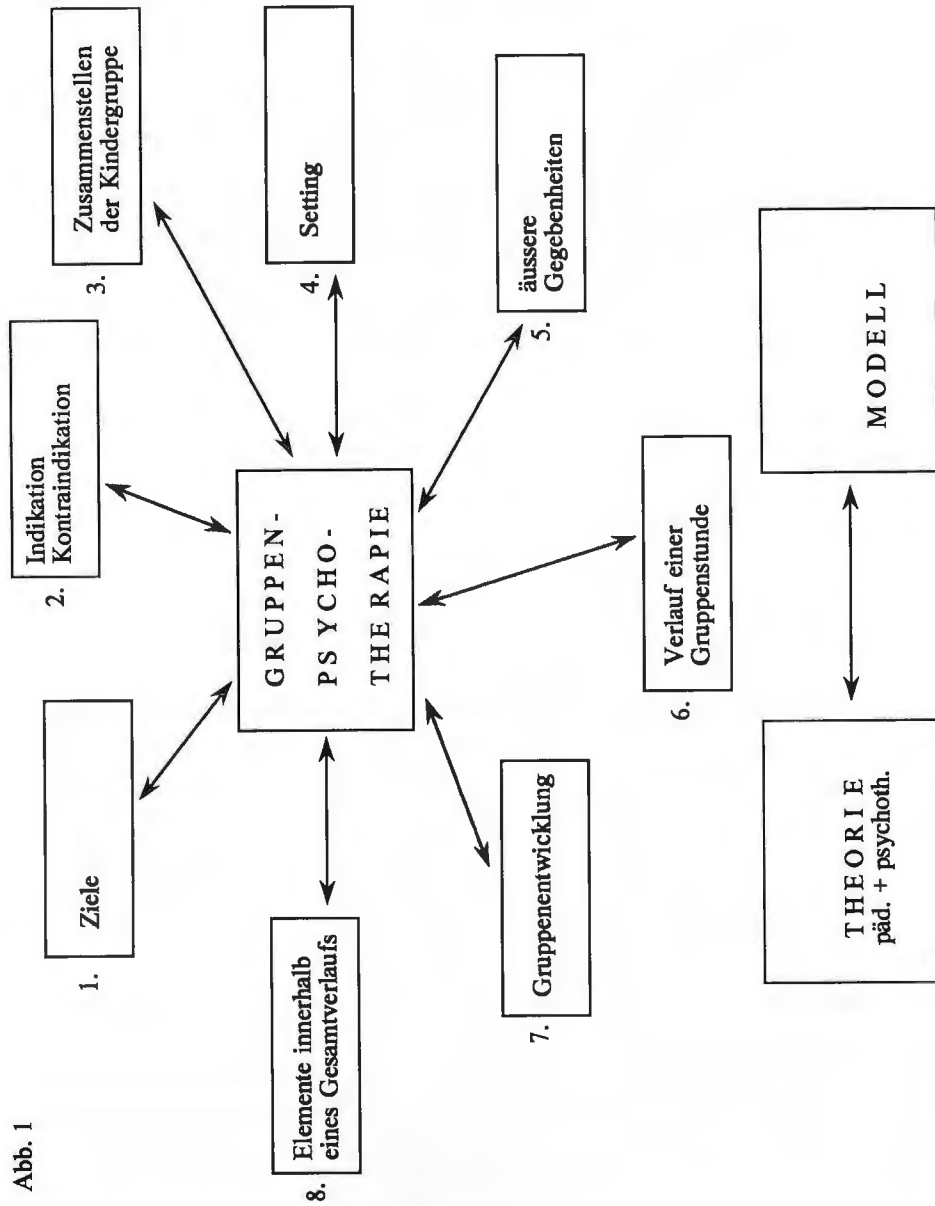 Abb. 1
1.
Ziele
2.
Indikation
Kontraindikation
3.
Zusammenstellen
der Kindergruppe
4.
Setting
5.
äussere
Gegebenheiten
6.
Verlauf einer
Gruppenstunde
7.
Gruppenentwicklung
8.
Elemente innerhalb
eines Gesamtverlaufs
GRUPPEN-
PSYCHO-
THERAPIE
THEORIE
päd. + psychoth.
MODELL